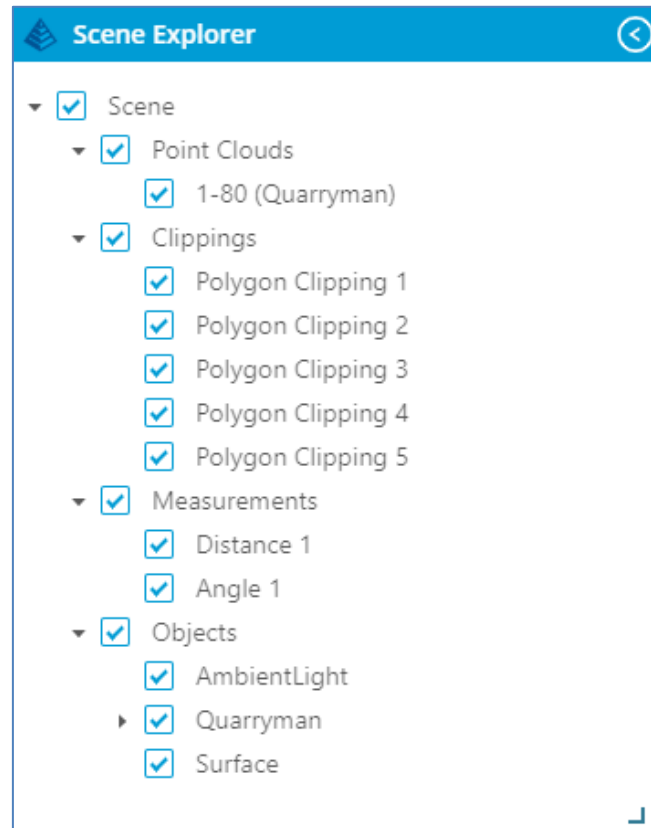 Scene Explorer
Scene
Point Clouds
1-80 (Quarryman)
Clippings
Polygon Clipping 1
Polygon Clipping 2
Polygon Clipping 3
Polygon Clipping 4
Polygon Clipping 5
Measurements
Distance 1
Angle 1
Objects
AmbientLight
Quarryman
Surface